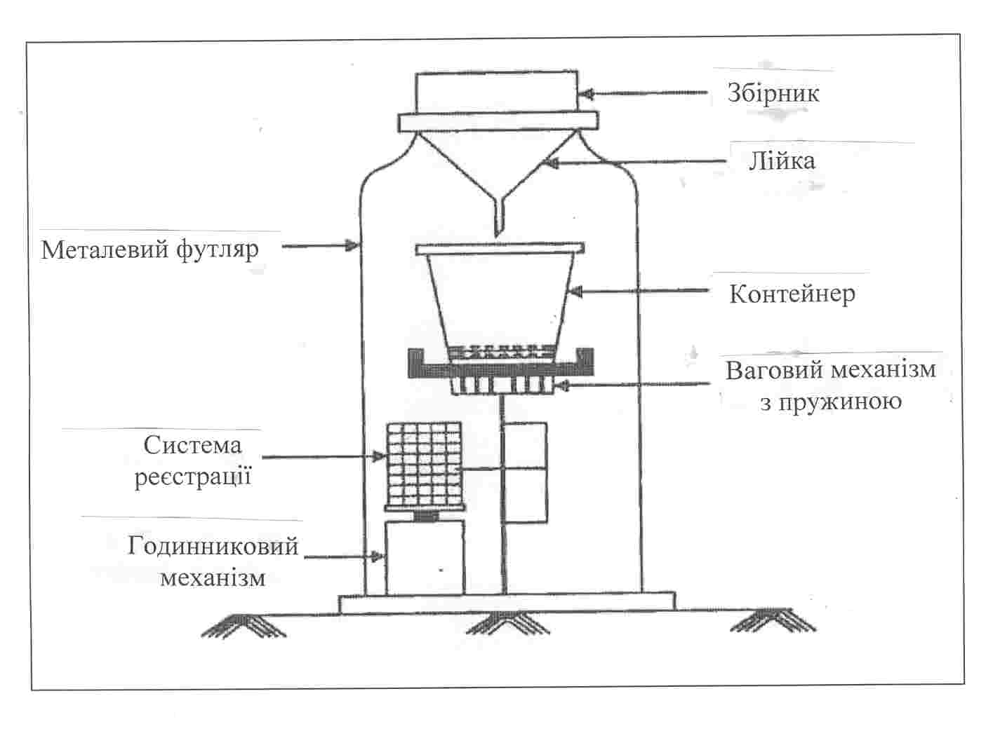 Збірник
Лійка
Металевий футляр
Контейнер
Ваговий механізм
з пружиною
Система
реєстрації
Годинниковий
механізм